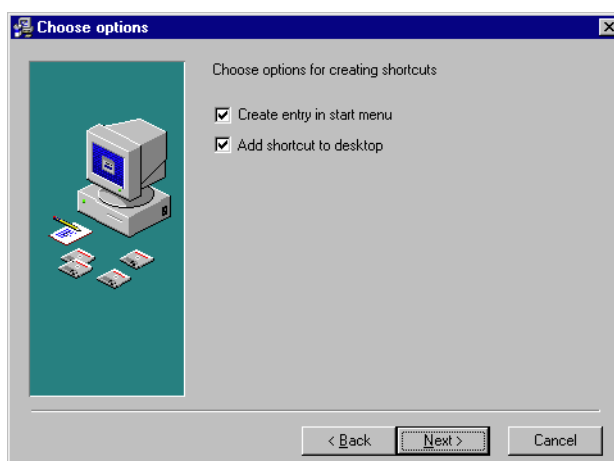 Choose options
Choose options for creating shortcuts
Create entry in start menu
Add shortcut to desktop
< Back
Next >
Cancel